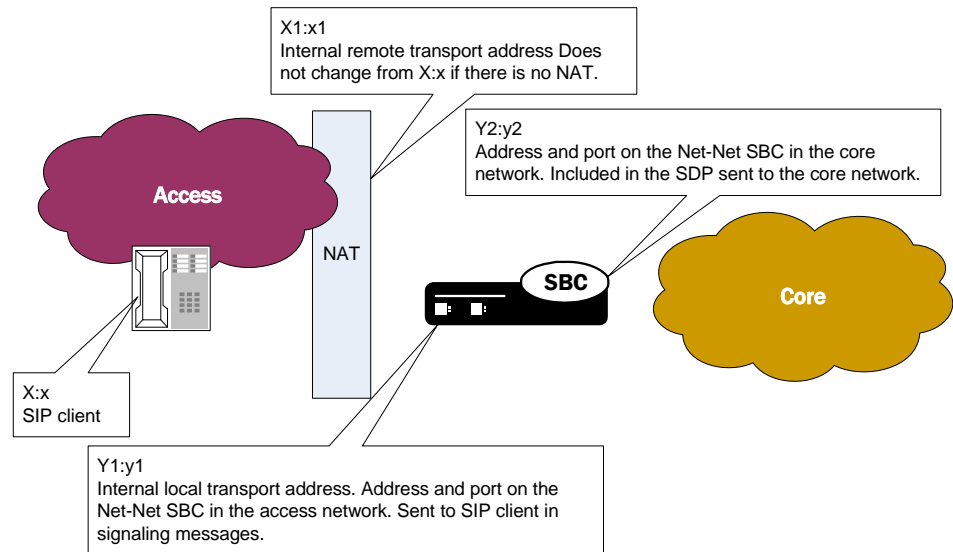 X1:x1
Internal remote transport address Does
not change from X:x if there is no NAT.
Y2:y2
Address and port on the Net-Net SBC in the core
network. Included in the SDP sent to the core network.
Access
NAT
SBC
Core
X:x
SIP client
Y1:y1
Internal local transport address. Address and port on the
Net-Net SBC in the access network. Sent to SIP client in
signaling messages.